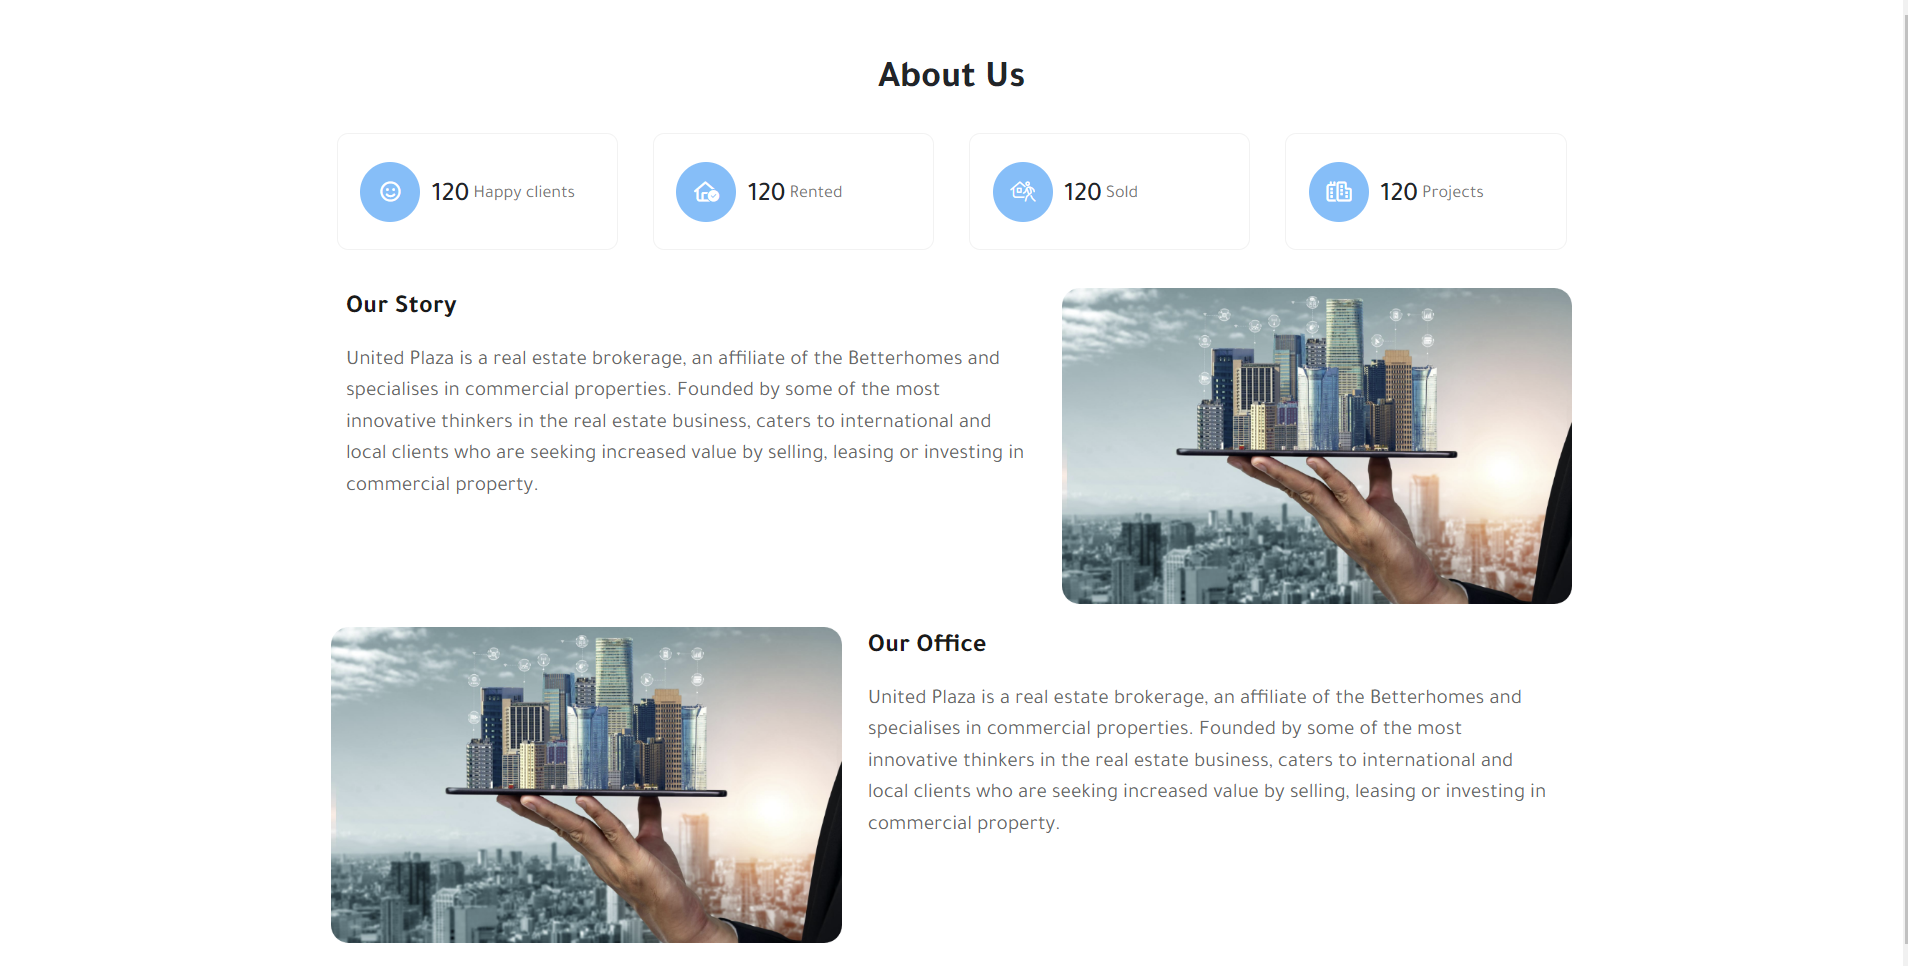 About Us
120 Happy clients
120 Rented
120 Sold
120 Projects
Our Story
United Plaza is a real estate brokerage, an affiliate of the Betterhomes and
specialises in commercial properties. Founded by some of the most
innovative thinkers in the real estate business, caters to international and
local clients who are seeking increased value by selling, leasing or investing in
commercial property.
Our Office
United Plaza is a real estate brokerage, an affiliate of the Betterhomes and
specialises in commercial properties. Founded by some of the most
innovative thinkers in the real estate business, caters to international and
local clients who are seeking increased value by selling, leasing or investing in
commercial property.